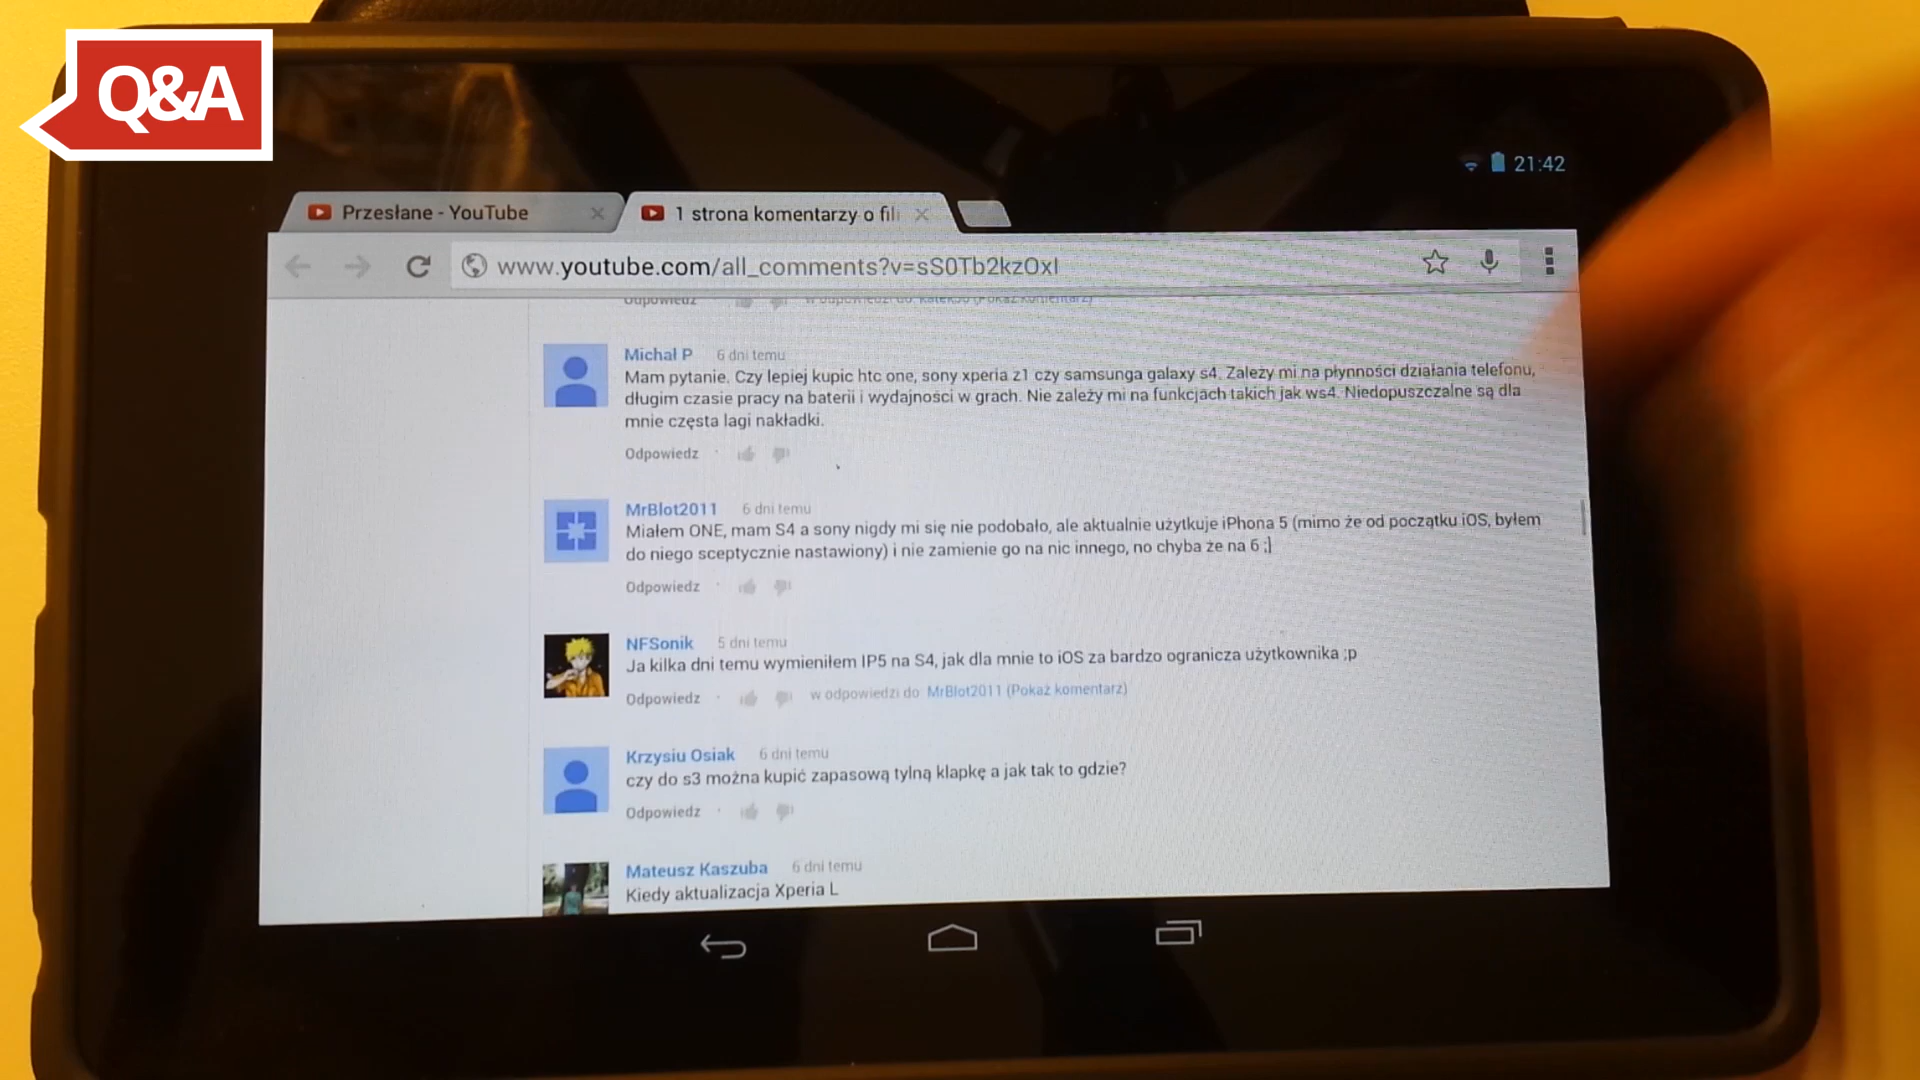 Q&A
21:42
Przesłane - YouTube
1 strona komentarzy o fil
www.youtube.com/all_comments?v=sS0Tb2kzOxI
Odpowiedz w odpowiedzi do (Pokaż komentarz)
Michał P 6 dni temu
Mam pytanie. Czy lepiej kupic htc one, sony xperia z1 czy samsunga galaxy s4. Zależy mi na płynności działania telefonu,
długim czasie pracy na baterii i wydajności w grach. Nie zależy mi na funkcjach takich jak ws4. Niedopuszczalne są dla
mnie częsta lagi nakładki.
Odpowiedz
MrBlot2011 6 dni temu
Miałem ONE, mam S4 a sony nigdy mi się nie podobało, ale aktualnie użytkuje iPhona 5 (mimo że od początku iOS, byłem
do niego sceptycznie nastawiony) i nie zamienie go na nic innego, no chyba że na 6 ;]
Odpowiedz
NFSonik 5 dni temu
Ja kilka dni temu wymieniłem IP5 na S4, jak dla mnie to iOS za bardzo ogranicza użytkownika ;p
Odpowiedz w odpowiedzi do MrBlot2011 (Pokaż komentarz)
Krzysiu Osiak 6 dni temu
czy do s3 można kupić zapasową tylną klapkę a jak tak to gdzie?
Odpowiedz
Mateusz Kaszuba 6 dni temu
Kiedy aktualizacja Xperia L